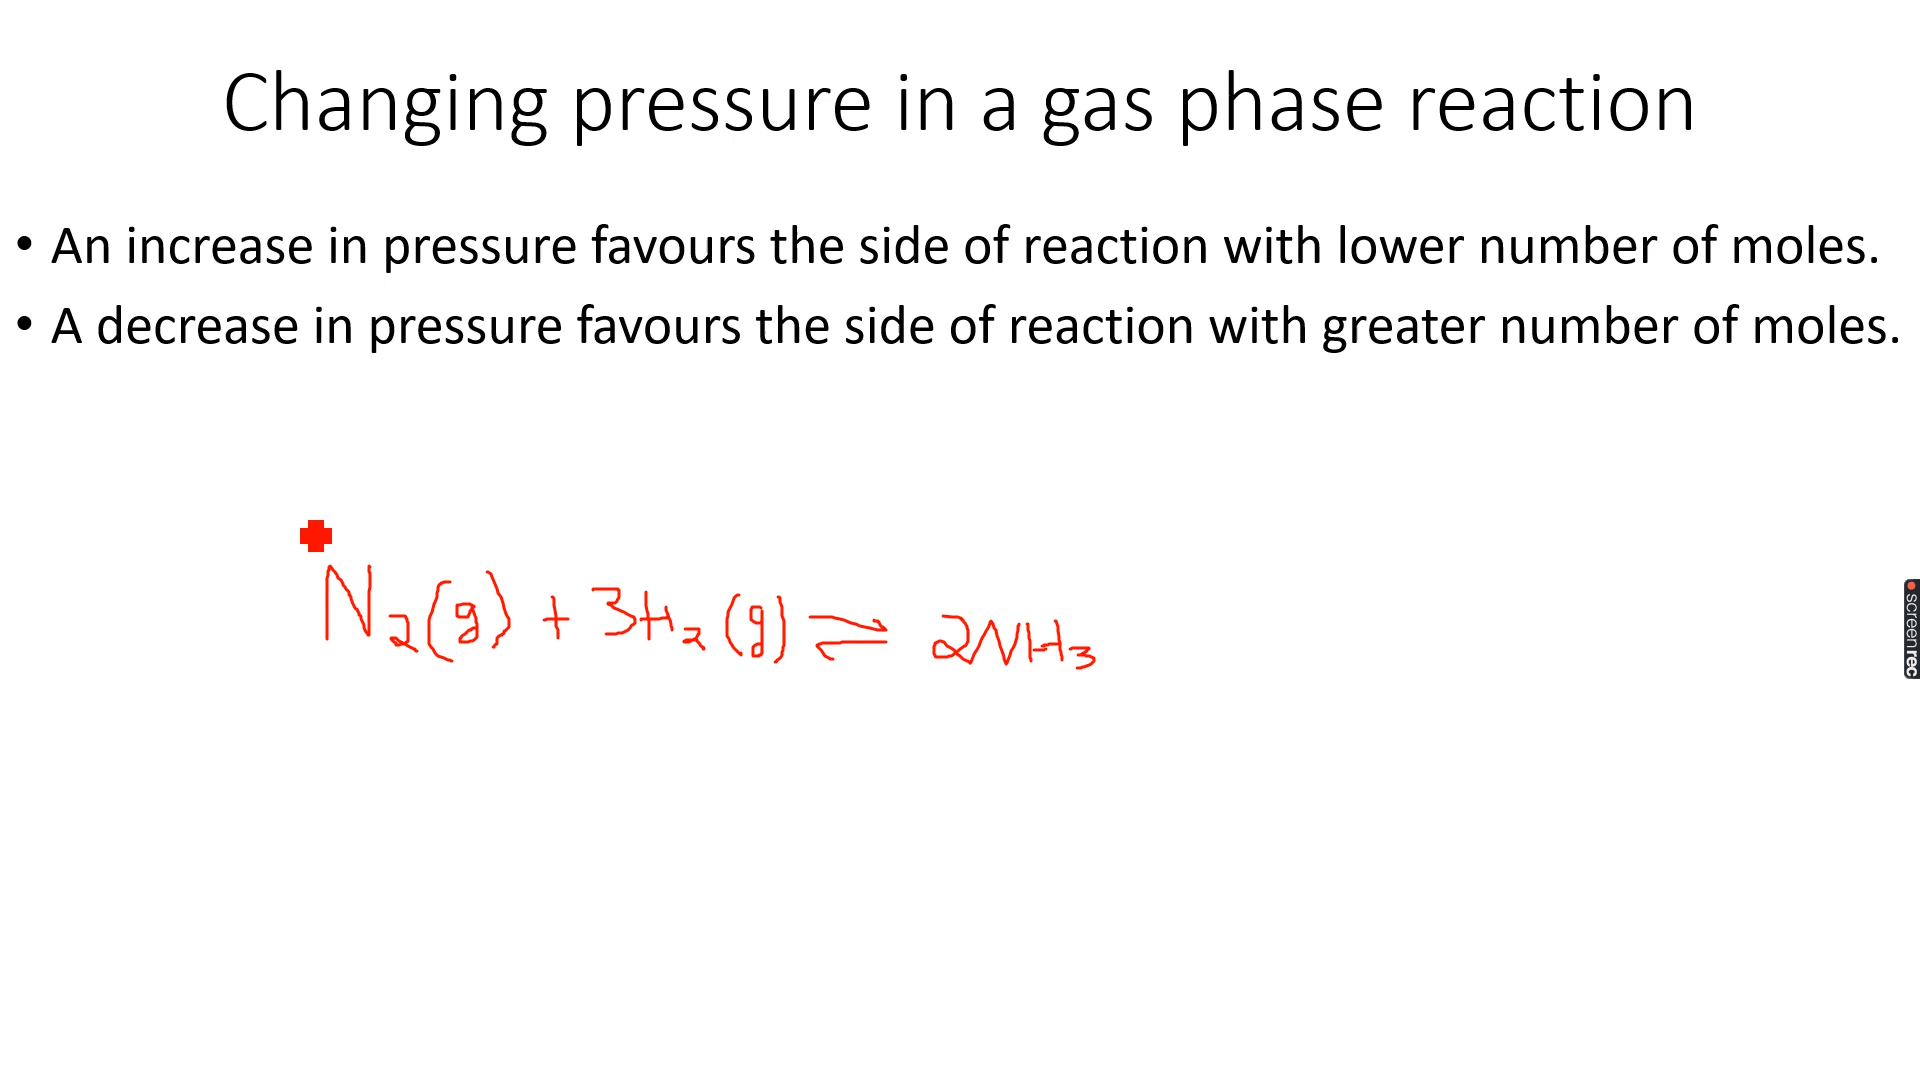 Changing pressure in a gas phase reaction
• An increase in pressure favours the side of reaction with lower number of moles.
• A decrease in pressure favours the side of reaction with greater number of moles.
N₂(g) + 3H₂(g) ⇌ 2NH₃
screenrec